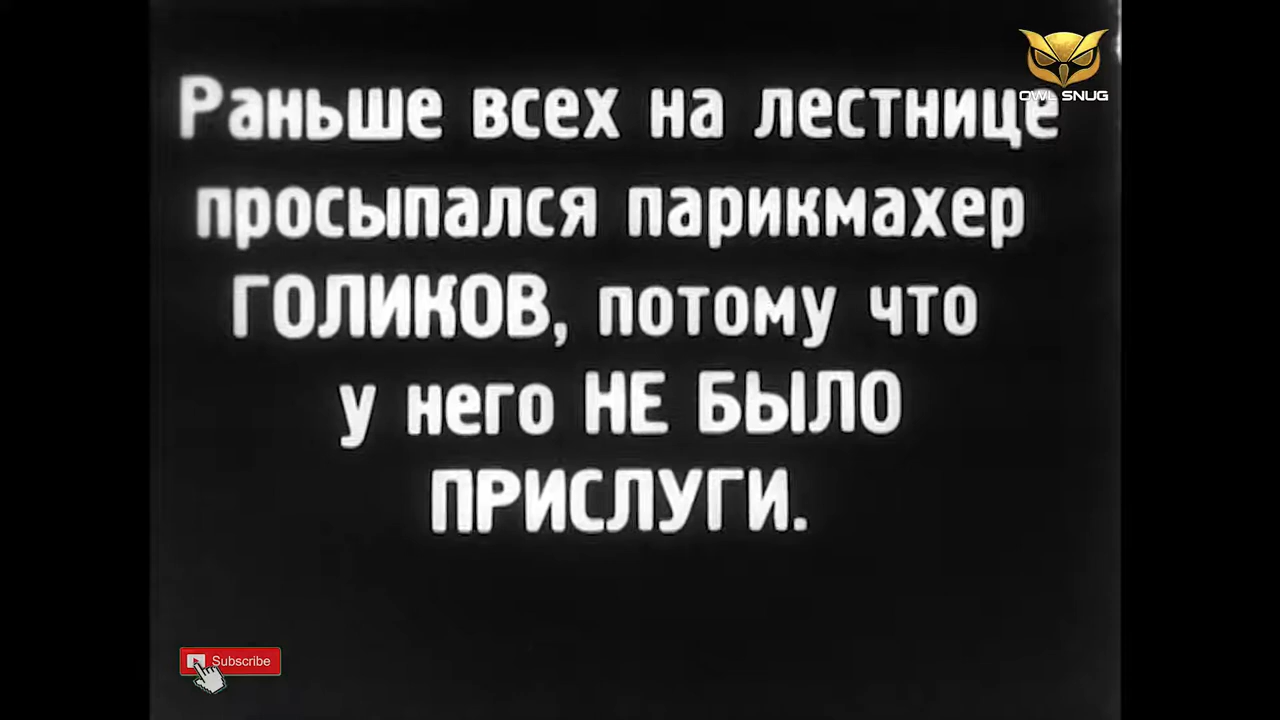 OWL SNUG
Раньше всех на лестнице
просыпался парикмахер
ГОЛИКОВ, потому что
у него НЕ БЫЛО
ПРИСЛУГИ.
Subscribe